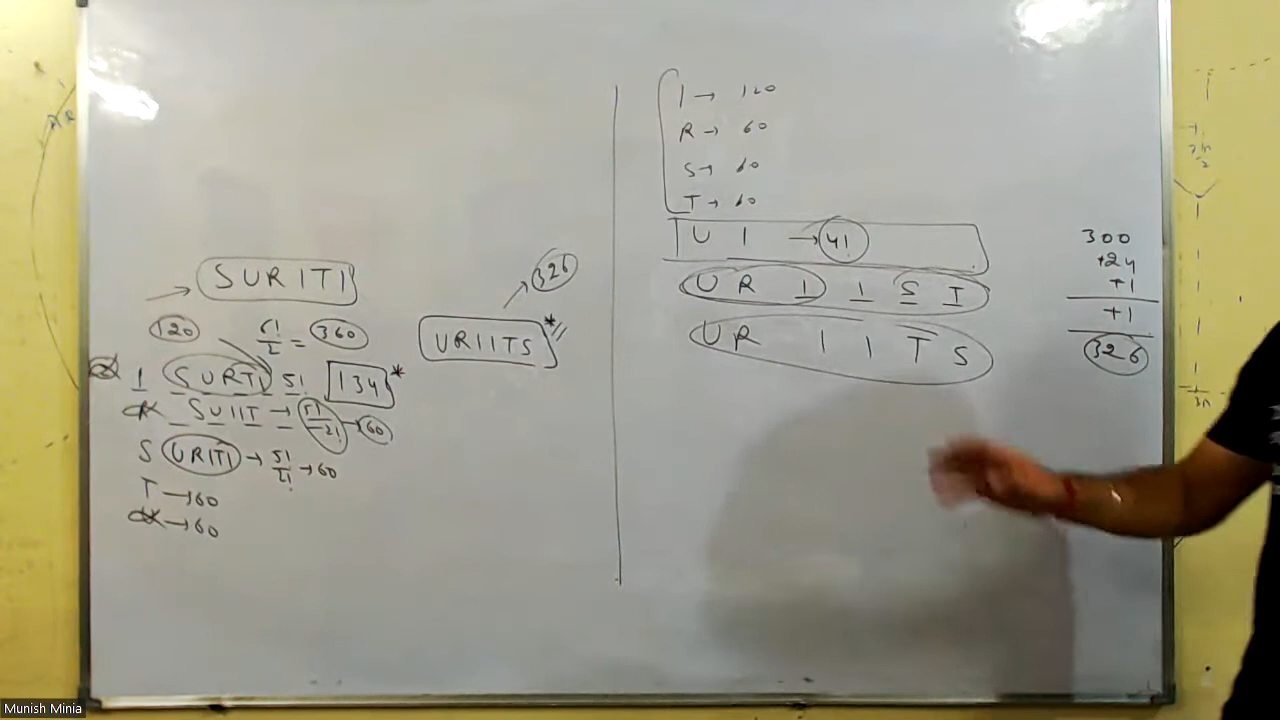 SURITI
120 6!/2 = 360
I SURTI 5! 134*
R SUIIT → 5!/2! → 60
S URITI → 5!/2! → 60
T → 60
→ 60
326
URIITS*
I → 120
R → 60
S → 60
T → 60
U I → 4!
U R I I S T
U R I I T S
300
+24
+1
+1
326
Munish Minia